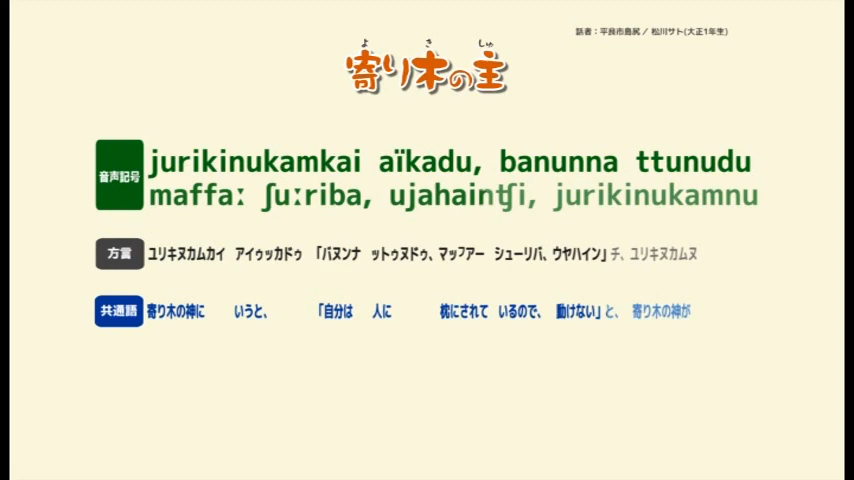 話者：平良市島尻 / 松川サト(大正1年生)
よ さ しゅ
寄り木の主
音声記号
jurikinukamkai aïkadu, banunna ttunudu
maffaː ʃuːriba, ujahainʧi, jurikinukamnu
方言
ユリキヌカムカイ アイゥッカドゥ 「バヌンナ ットゥヌドゥ、マッフアー シューリバ、ウヤハイン」チ、ユリキヌカムヌ
共通語
寄り木の神に いうと、 「自分は 人に 枕にされて いるので、 動けない」と、 寄り木の神が